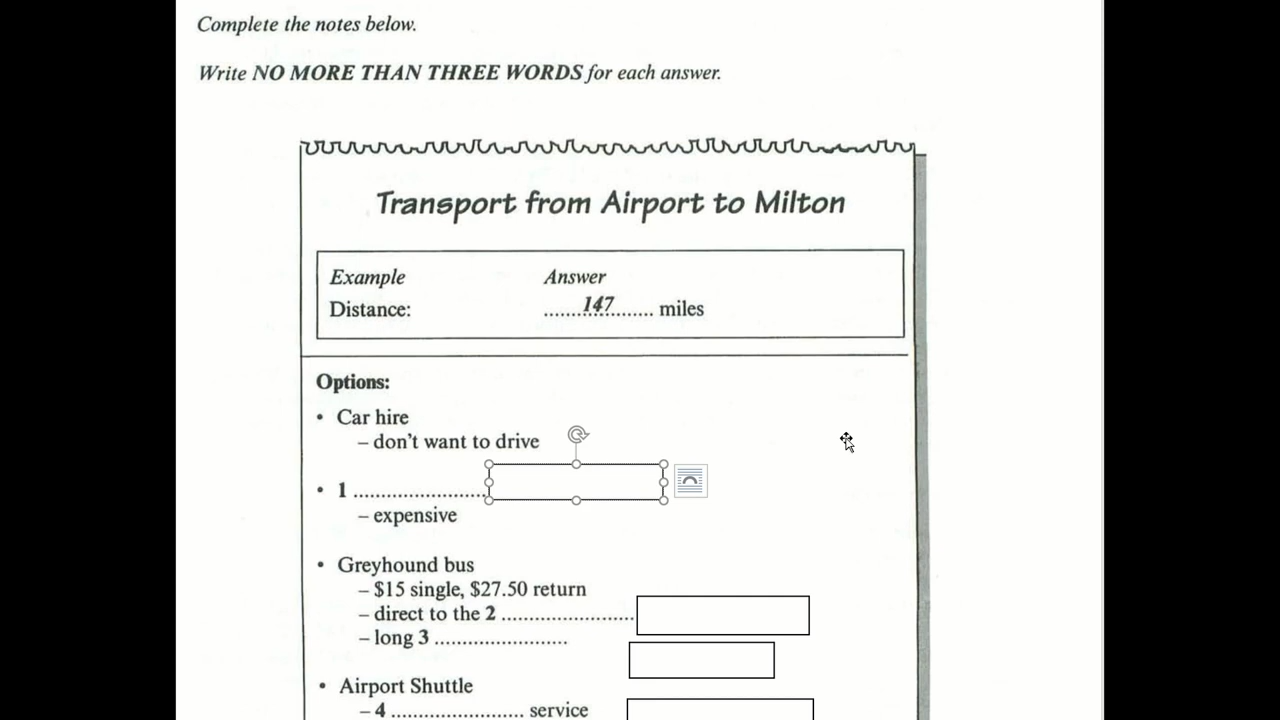 Complete the notes below.
Write NO MORE THAN THREE WORDS for each answer.
Transport from Airport to Milton
Example Answer
Distance: ........147........ miles
Options:
• Car hire
– don't want to drive
• 1 ........................
– expensive
• Greyhound bus
– $15 single, $27.50 return
– direct to the 2 ........................
– long 3 ........................
• Airport Shuttle
– 4 ........................ service